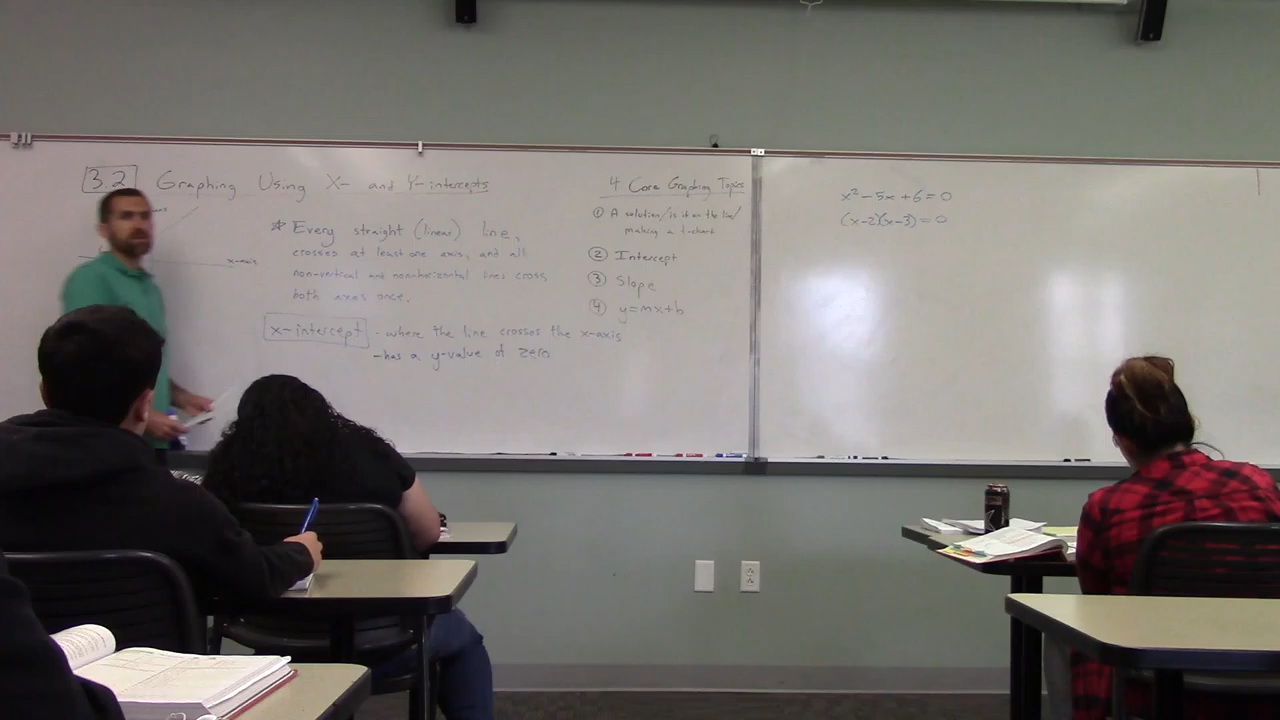 3.2 Graphing Using X- and Y-intercepts
x-axis
* Every straight (linear) line,
crosses at least one axis, and all
non-vertical and non-horizontal lines cross
both axes once.
x-intercept - where the line crosses the x-axis
- has a y-value of zero
4 Core Graphing Topics
① A solution/is it on the line/
making a t-chart
② Intercept
③ Slope
④ y=mx+b
x² - 5x + 6 = 0
(x-2)(x-3) = 0